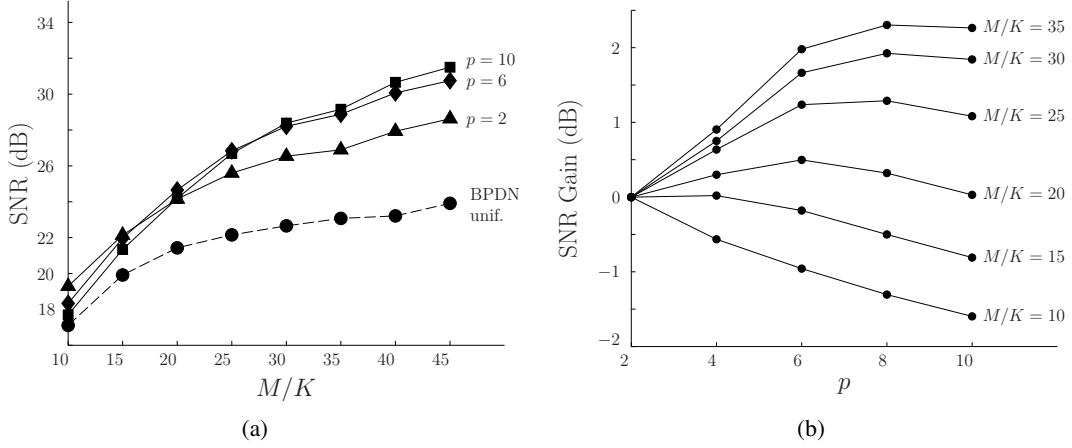 34
30
26
22
20
18
SNR (dB)
10
15
20
25
30
35
40
45
M/K
p = 10
p = 6
p = 2
BPDN
unif.
(a)
2
1
0
−1
−2
SNR Gain (dB)
2
4
6
8
10
p
M/K = 35
M/K = 30
M/K = 25
M/K = 20
M/K = 15
M/K = 10
(b)